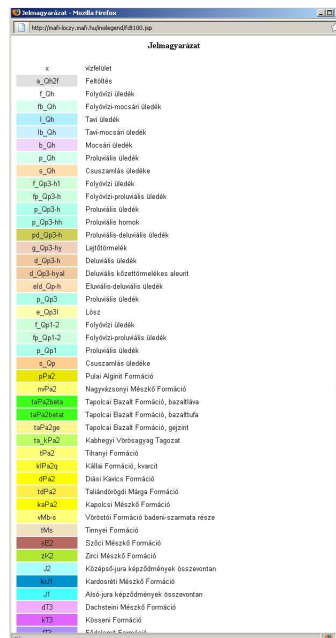 Jelmagyarázat - Mozilla Firefox
http://mafi-loczy.mafi.hu/mslegend/fdt100.jsp
Jelmagyarázat
x vízfelület
a_Qh2f Feltöltés
f_Qh Folyóvízi üledék
fb_Qh Folyóvízi-mocsári üledék
l_Qh Tavi üledék
lb_Qh Tavi-mocsári üledék
b_Qh Mocsári üledék
p_Qh Proluviális üledék
s_Qh Csuszamlás üledéke
f_Qp3-h1 Folyóvízi üledék
fp_Qp3-h Folyóvízi-proluviális üledék
p_Qp3-h Proluviális üledék
p_Qp3-hh Proluviális homok
pd_Qp3-h Proluviális-deluviális üledék
g_Qp3-hy Lejtőtörmelék
d_Qp3-h Deluviális üledék
d_Qp3-hyal Deluviális kőzettörmelékes aleurit
eld_Qp-h Eluviális-deluviális üledék
p_Qp3 Proluviális üledék
e_Qp3l Lösz
f_Qp1-2 Folyóvízi üledék
fp_Qp1-2 Folyóvízi-proluviális üledék
p_Qp1 Proluviális üledék
s_Qp Csuszamlás üledéke
pPa2 Pulai Alginit Formáció
nvPa2 Nagyvázsonyi Mészkő Formáció
taPa2beta Tapolcai Bazalt Formáció, bazaltláva
taPa2betat Tapolcai Bazalt Formáció, bazalttufa
taPa2ge Tapolcai Bazalt Formáció, gejzirit
ta_kPa2 Kabhegyi Vörösagyag Tagozat
tPa2 Tihanyi Formáció
klPa2q Kállai Formáció, kvarcit
dPa2 Diási Kavics Formáció
tdPa2 Taliándörögdi Márga Formáció
kaPa2 Kapolcsi Mészkő Formáció
vMb-s Vöröstói Formáció badeni-szarmata része
tMs Tinnyei Formáció
sE2 Szőci Mészkő Formáció
zK2 Zirci Mészkő Formáció
J2 Középső-jura képződmények összevontan
ksJ1 Kardosréti Mészkő Formáció
J1 Alsó-jura képződmények összevontan
dT3 Dachsteini Mészkő Formáció
kT3 Kösseni Formáció
fT3 Fődolomit Formáció